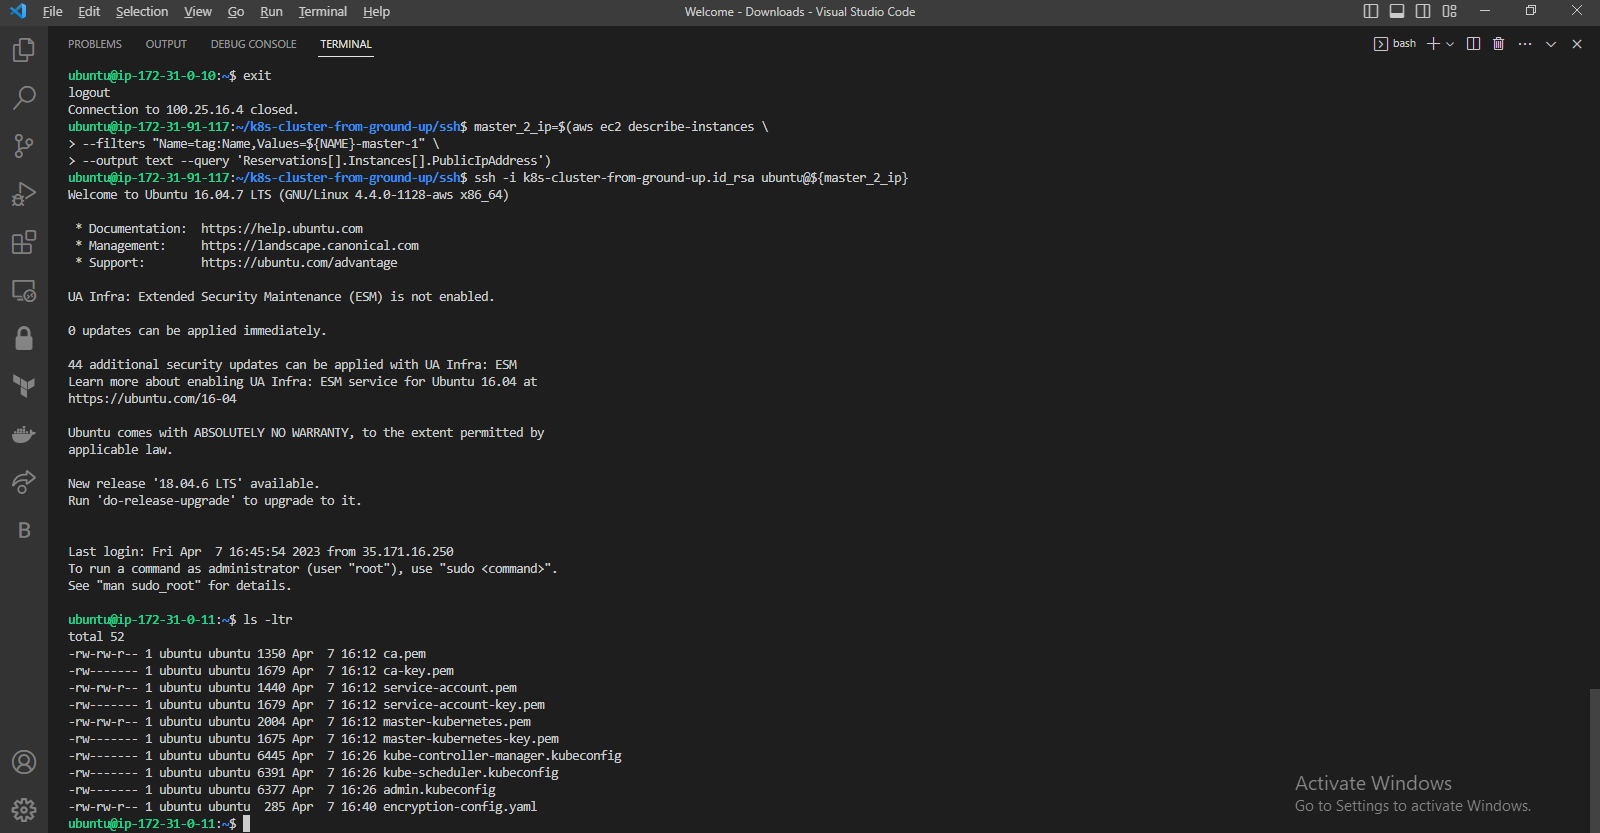 File Edit Selection View Go Run Terminal Help Welcome - Downloads - Visual Studio Code
PROBLEMS OUTPUT DEBUG CONSOLE TERMINAL bash
ubuntu@ip-172-31-0-10:~$ exit
logout
Connection to 100.25.16.4 closed.
ubuntu@ip-172-31-91-117:~/k8s-cluster-from-ground-up/ssh$ master_2_ip=$(aws ec2 describe-instances \
> --filters "Name=tag:Name,Values=${NAME}-master-1" \
> --output text --query 'Reservations[].Instances[].PublicIpAddress')
ubuntu@ip-172-31-91-117:~/k8s-cluster-from-ground-up/ssh$ ssh -i k8s-cluster-from-ground-up.id_rsa ubuntu@${master_2_ip}
Welcome to Ubuntu 16.04.7 LTS (GNU/Linux 4.4.0-1128-aws x86_64)
* Documentation:  https://help.ubuntu.com
* Management:     https://landscape.canonical.com
* Support:        https://ubuntu.com/advantage
UA Infra: Extended Security Maintenance (ESM) is not enabled.
0 updates can be applied immediately.
44 additional security updates can be applied with UA Infra: ESM
Learn more about enabling UA Infra: ESM service for Ubuntu 16.04 at
https://ubuntu.com/16-04
Ubuntu comes with ABSOLUTELY NO WARRANTY, to the extent permitted by
applicable law.
New release '18.04.6 LTS' available.
Run 'do-release-upgrade' to upgrade to it.
Last login: Fri Apr  7 16:45:54 2023 from 35.171.16.250
To run a command as administrator (user "root"), use "sudo <command>".
See "man sudo_root" for details.
ubuntu@ip-172-31-0-11:~$ ls -ltr
total 52
-rw-rw-r-- 1 ubuntu ubuntu 1350 Apr  7 16:12 ca.pem
-rw------- 1 ubuntu ubuntu 1679 Apr  7 16:12 ca-key.pem
-rw-rw-r-- 1 ubuntu ubuntu 1440 Apr  7 16:12 service-account.pem
-rw------- 1 ubuntu ubuntu 1679 Apr  7 16:12 service-account-key.pem
-rw-rw-r-- 1 ubuntu ubuntu 2004 Apr  7 16:12 master-kubernetes.pem
-rw------- 1 ubuntu ubuntu 1675 Apr  7 16:12 master-kubernetes-key.pem
-rw------- 1 ubuntu ubuntu 6445 Apr  7 16:26 kube-controller-manager.kubeconfig
-rw------- 1 ubuntu ubuntu 6391 Apr  7 16:26 kube-scheduler.kubeconfig
-rw------- 1 ubuntu ubuntu 6377 Apr  7 16:26 admin.kubeconfig
-rw-rw-r-- 1 ubuntu ubuntu  285 Apr  7 16:40 encryption-config.yaml
ubuntu@ip-172-31-0-11:~$
B
Activate Windows
Go to Settings to activate Windows.